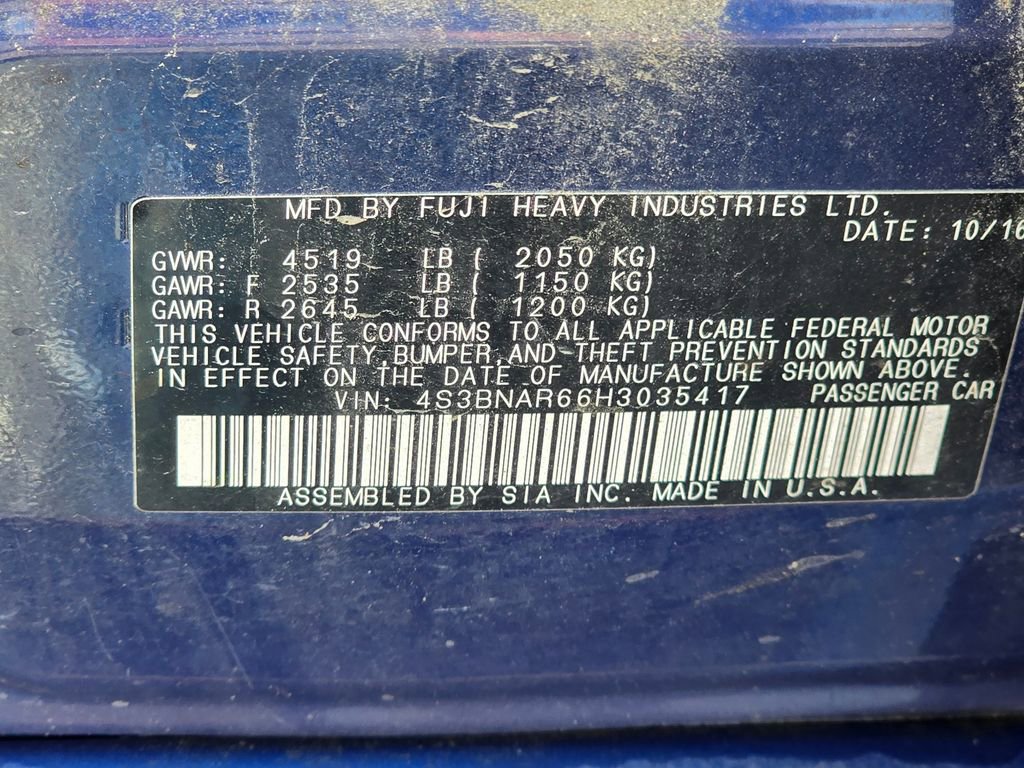 MFD BY FUJI HEAVY INDUSTRIES LTD.
DATE: 10/16
GVWR: 4519 LB ( 2050 KG)
GAWR: F 2535 LB ( 1150 KG)
GAWR: R 2645 LB ( 1200 KG)
THIS VEHICLE CONFORMS TO ALL APPLICABLE FEDERAL MOTOR
VEHICLE SAFETY, BUMPER, AND THEFT PREVENTION STANDARDS
IN EFFECT ON THE DATE OF MANUFACTURE SHOWN ABOVE.
VIN: 4S3BNAR66H3035417 PASSENGER CAR
ASSEMBLED BY SIA INC. MADE IN U.S.A.